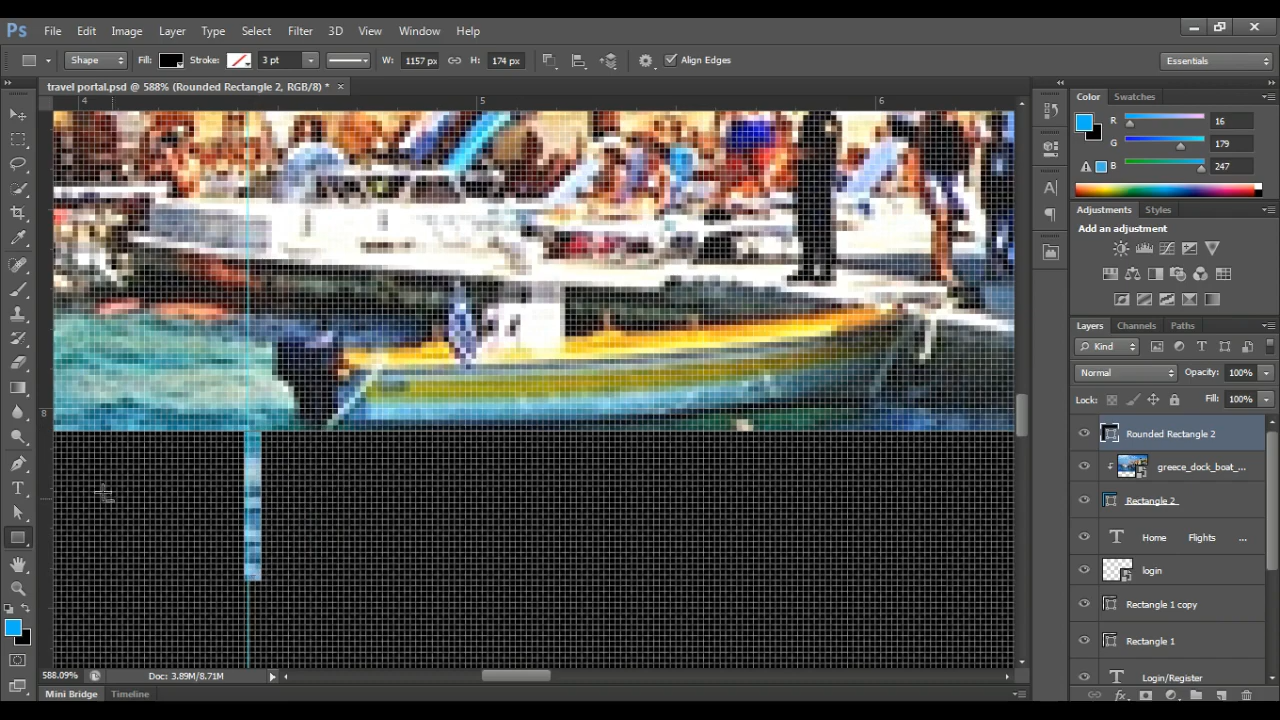 Ps File Edit Image Layer Type Select Filter 3D View Window Help
Shape Fill: Stroke: 3 pt W: 1157 px H: 174 px Align Edges Essentials
travel portal.psd @ 588% (Rounded Rectangle 2, RGB/8) * ×
4 5 6
8
Color Swatches
R 16
G 179
B 247
Adjustments Styles
Add an adjustment
Layers Channels Paths
Kind
Normal Opacity: 100%
Lock: Fill: 100%
Rounded Rectangle 2
greece_dock_boat_...
Rectangle 2
Home Flights ...
login
Rectangle 1 copy
Rectangle 1
Login/Register
588.09% Doc: 3.89M/8.71M
Mini Bridge Timeline